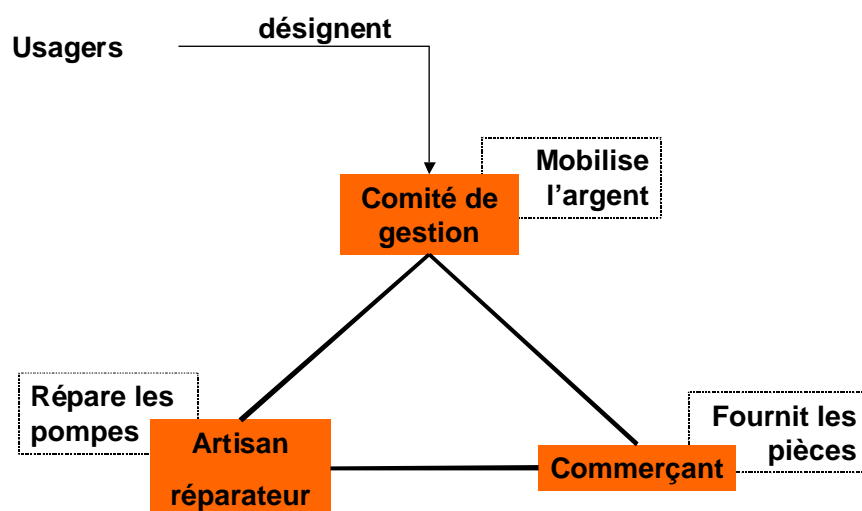 Usagers
désignent
Mobilise
l'argent
Comité de
gestion
Répare les
pompes
Artisan
réparateur
Fournit les
pièces
Commerçant